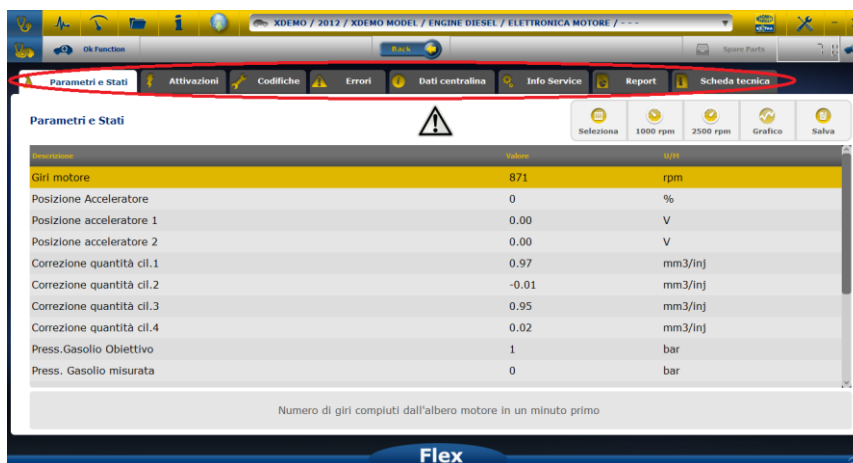 XDEMO / 2012 / XDEMO MODEL / ENGINE DIESEL / ELETTRONICA MOTORE / - - -
Ok Function
Back
Spare Parts
Parametri e Stati
Attivazioni
Codifiche
Errori
Dati centralina
Info Service
Report
Scheda tecnica
Parametri e Stati
Seleziona
1000 rpm
2500 rpm
Grafico
Salva
Descrizione Valore U/M
Giri motore 871 rpm
Posizione Acceleratore 0 %
Posizione acceleratore 1 0.00 V
Posizione acceleratore 2 0.00 V
Correzione quantità cil.1 0.97 mm3/inj
Correzione quantità cil.2 -0.01 mm3/inj
Correzione quantità cil.3 0.95 mm3/inj
Correzione quantità cil.4 0.02 mm3/inj
Press.Gasolio Obiettivo 1 bar
Press. Gasolio misurata 0 bar
Numero di giri compiuti dall'albero motore in un minuto primo
Flex